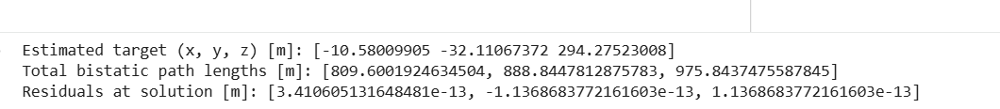 Estimated target (x, y, z) [m]: [-10.58009905 -32.11067372 294.27523008]
Total bistatic path lengths [m]: [809.6001924634504, 888.8447812875783, 975.8437475587845]
Residuals at solution [m]: [3.410605131648481e-13, -1.1368683772161603e-13, 1.1368683772161603e-13]